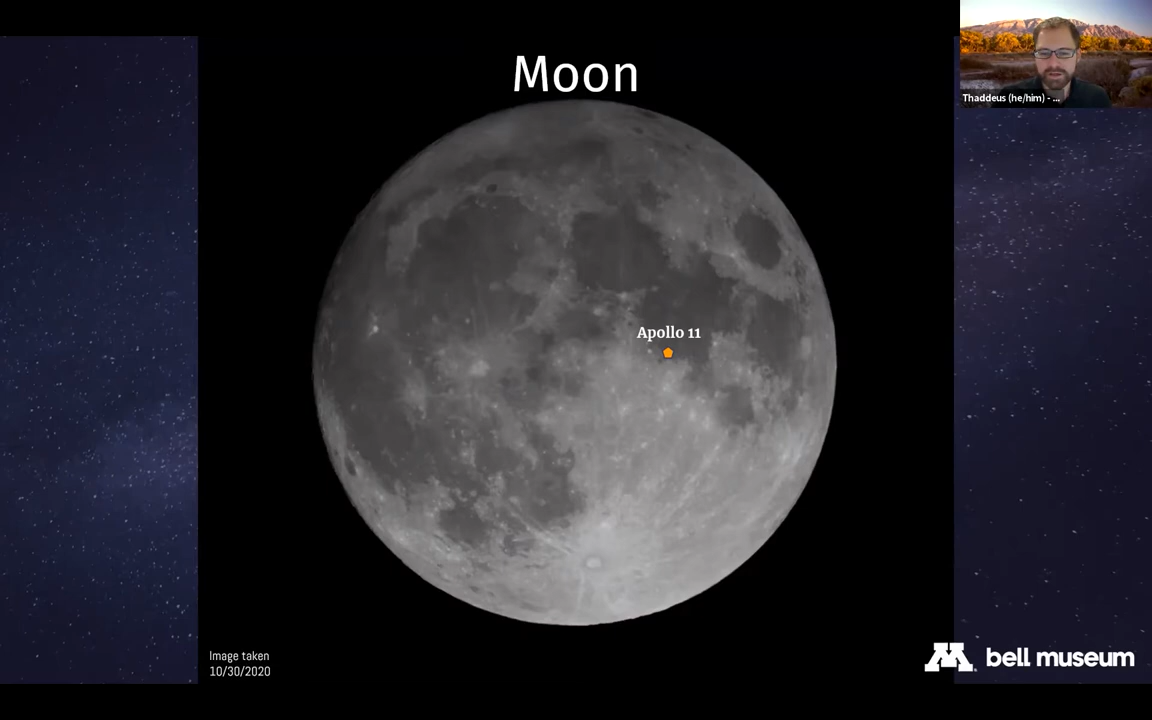 Moon
Thaddeus (he/him) - ...
Apollo 11
Image taken
10/30/2020
bell museum